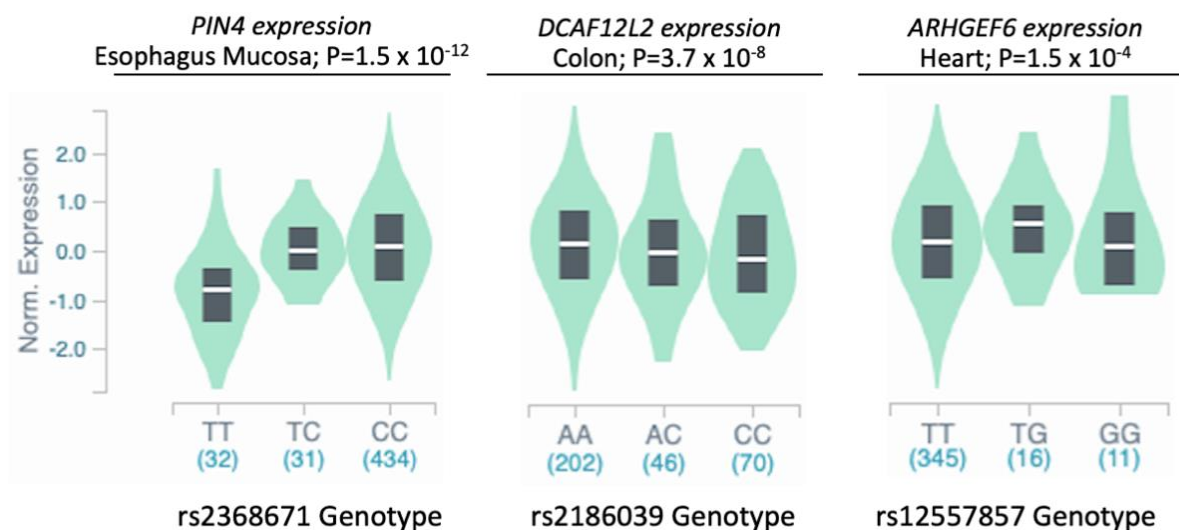 PIN4 expression
Esophagus Mucosa; P=1.5 x 10⁻¹²
DCAF12L2 expression
Colon; P=3.7 x 10⁻⁸
ARHGEF6 expression
Heart; P=1.5 x 10⁻⁴
Norm. Expression
2.0
1.0
0.0
-1.0
-2.0
TT TC CC
(32) (31) (434)
rs2368671 Genotype
AA AC CC
(202) (46) (70)
rs2186039 Genotype
TT TG GG
(345) (16) (11)
rs12557857 Genotype